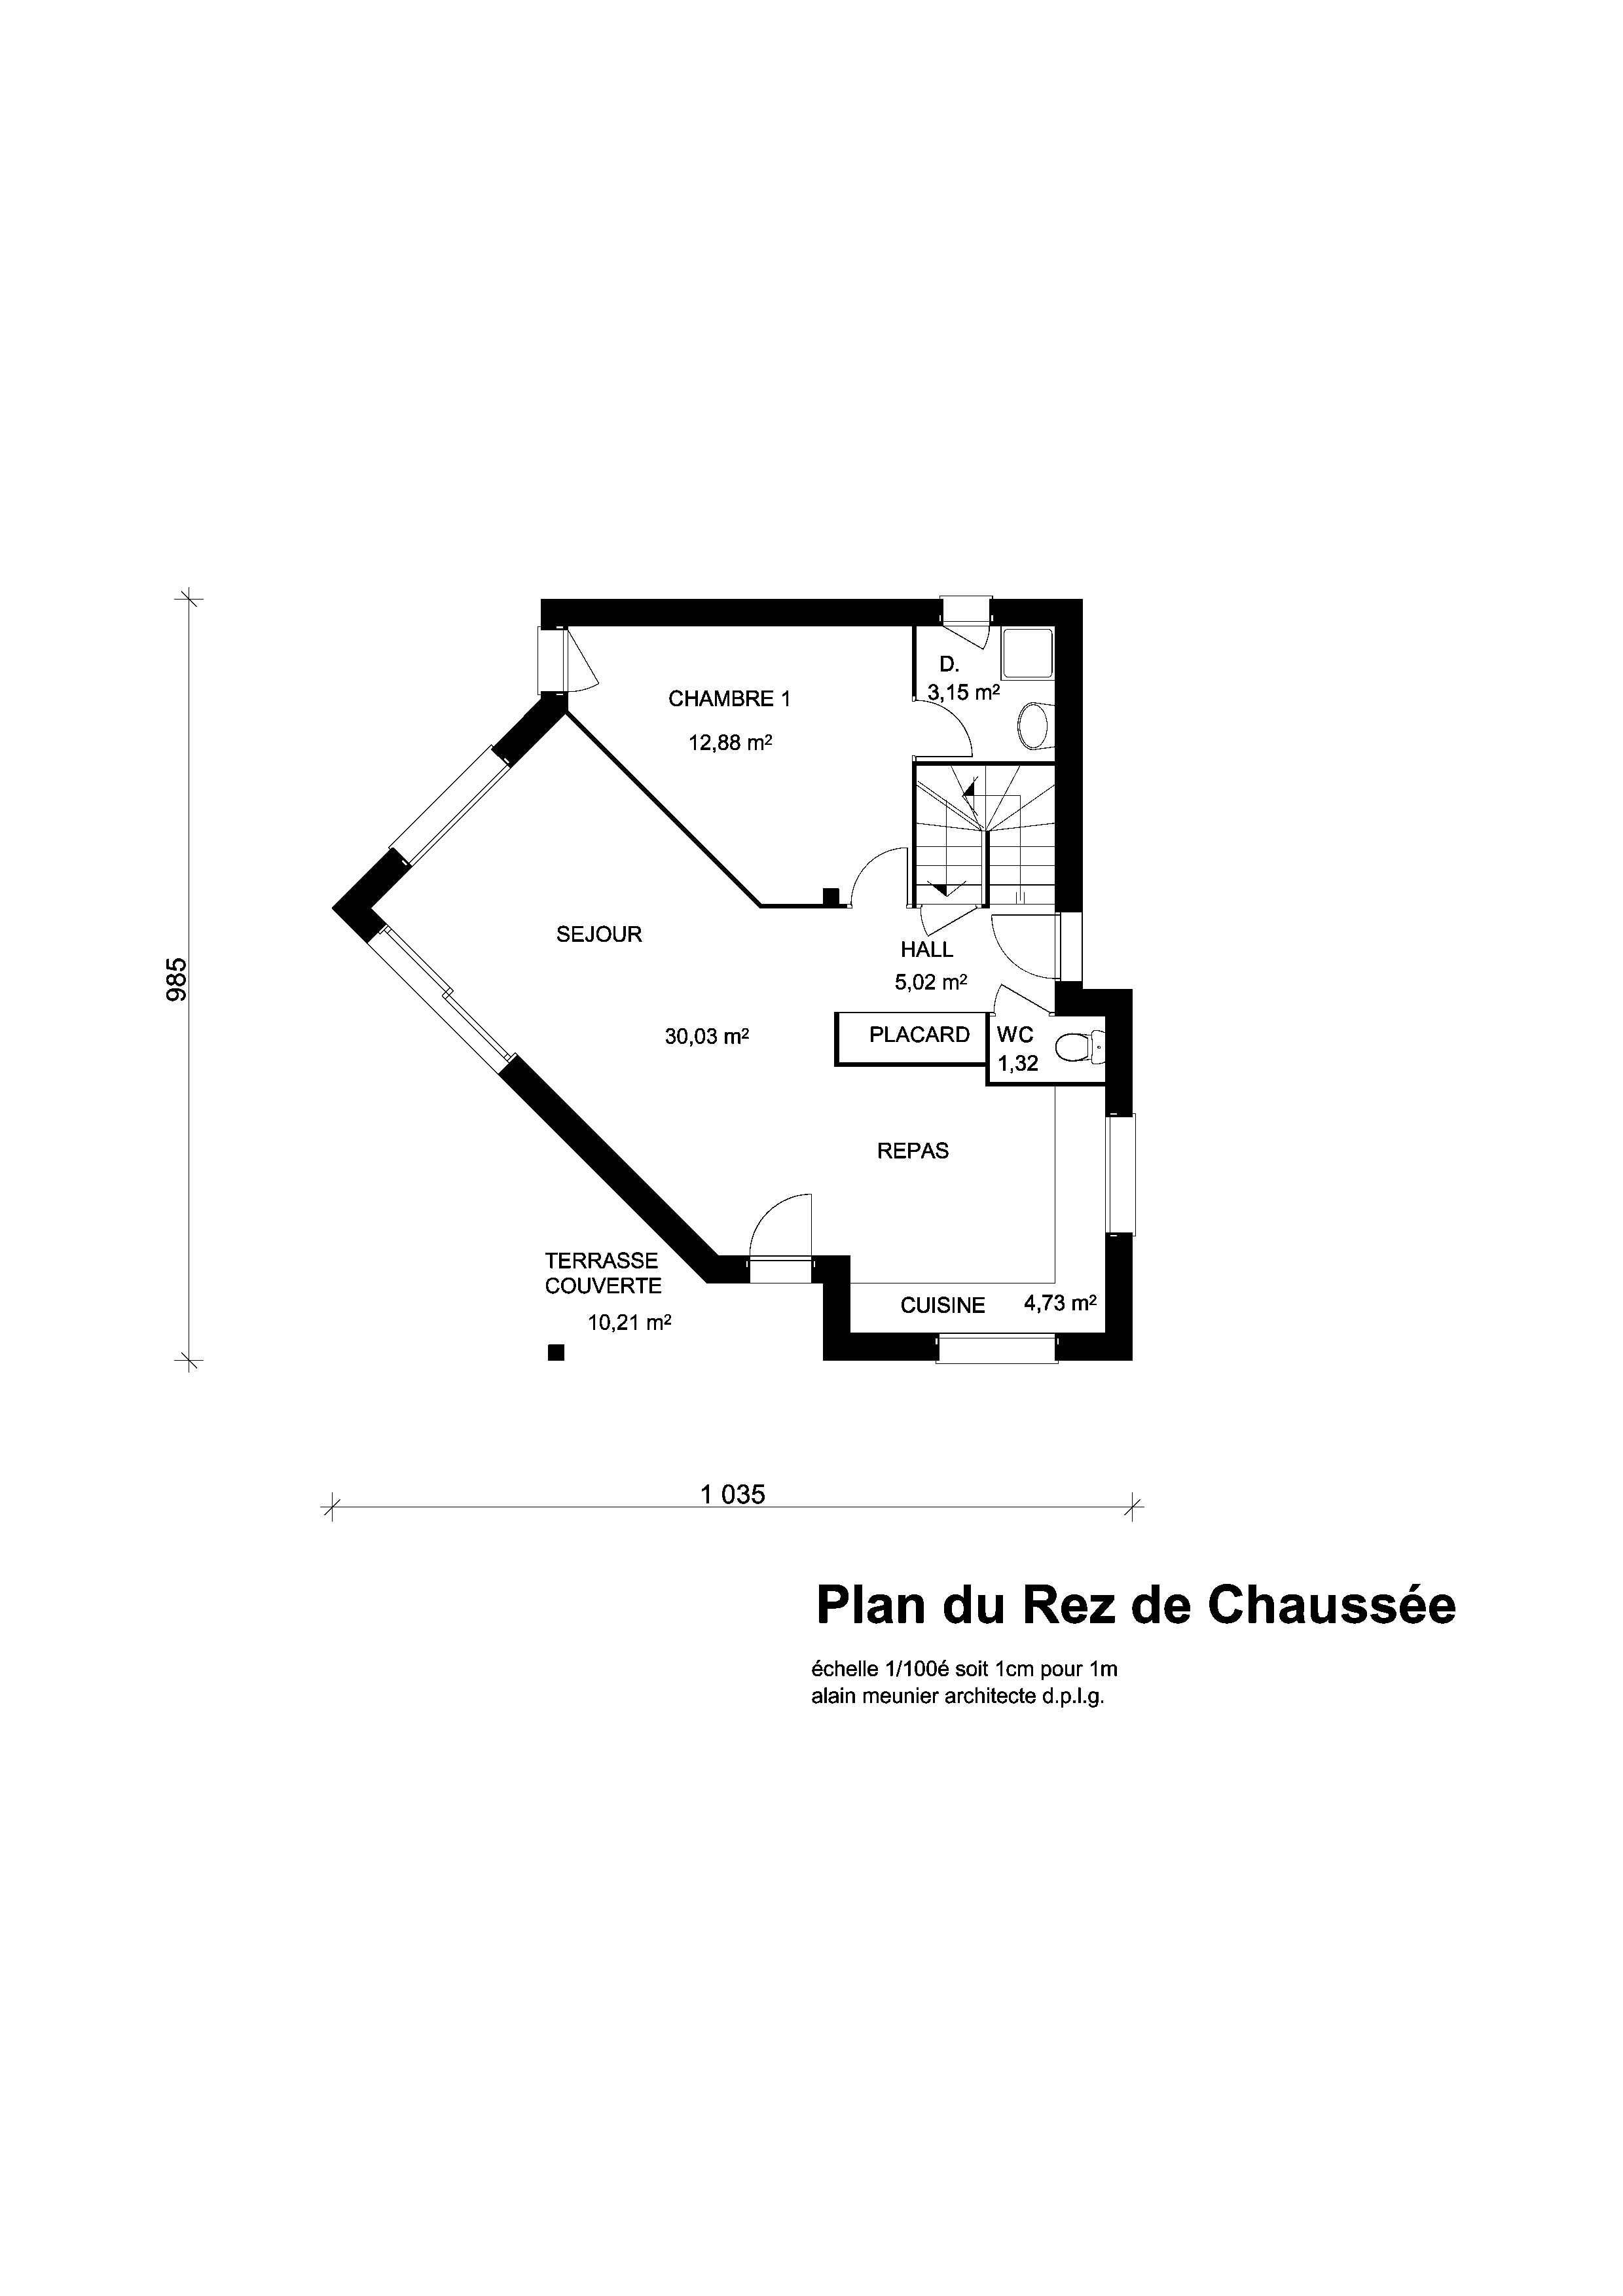 D.
3,15 m²
CHAMBRE 1
12,88 m²
SEJOUR
HALL
5,02 m²
985
30,03 m²
PLACARD
WC
1,32
REPAS
TERRASSE
COUVERTE
10,21 m²
CUISINE
4,73 m²
1 035
Plan du Rez de Chaussée
échelle 1/100é soit 1cm pour 1m
alain meunier architecte d.p.l.g.